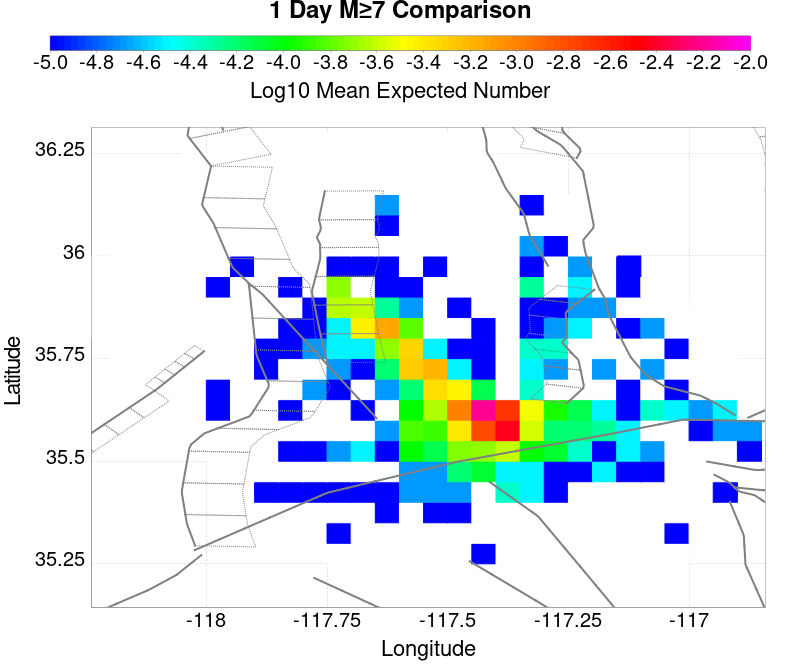 1 Day M≥7 Comparison
-5.0 -4.8 -4.6 -4.4 -4.2 -4.0 -3.8 -3.6 -3.4 -3.2 -3.0 -2.8 -2.6 -2.4 -2.2 -2.0
Log10 Mean Expected Number
36.25
36
35.75
35.5
35.25
Latitude
-118 -117.75 -117.5 -117.25 -117
Longitude